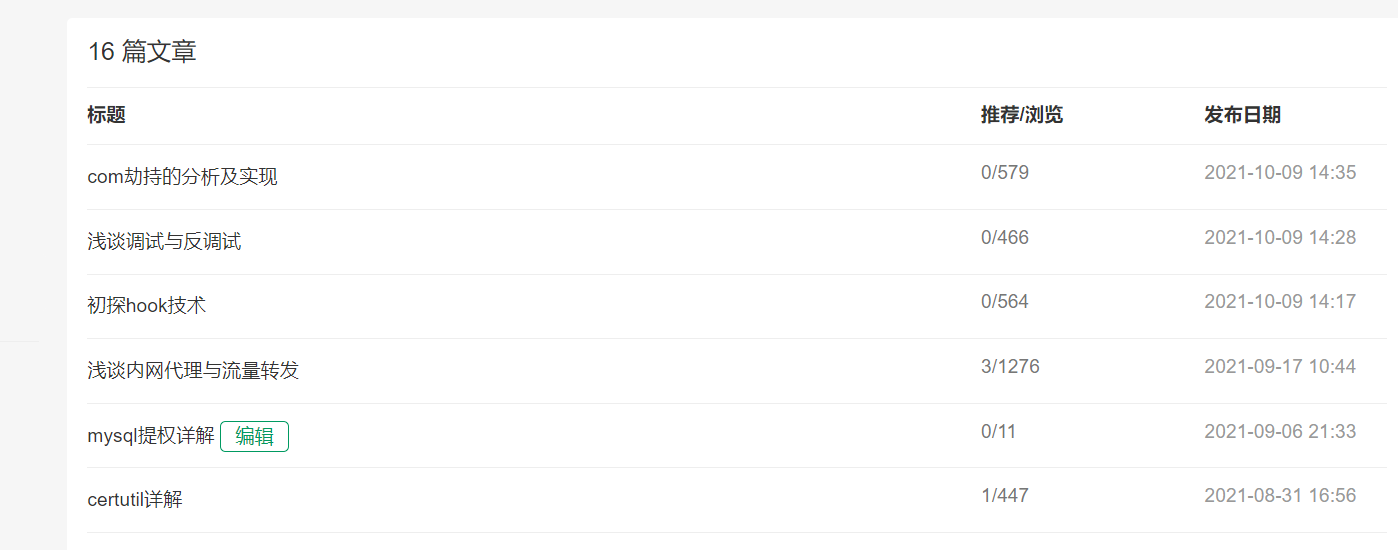 16 篇文章
标题 推荐/浏览 发布日期
com劫持的分析及实现 0/579 2021-10-09 14:35
浅谈调试与反调试 0/466 2021-10-09 14:28
初探hook技术 0/564 2021-10-09 14:17
浅谈内网代理与流量转发 3/1276 2021-09-17 10:44
mysql提权详解 编辑 0/11 2021-09-06 21:33
certutil详解 1/447 2021-08-31 16:56